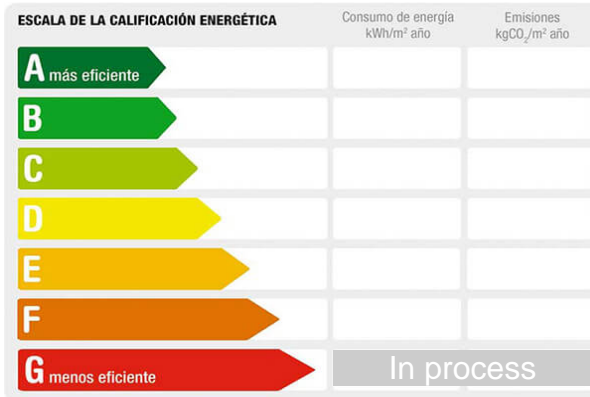 ESCALA DE LA CALIFICACIÓN ENERGÉTICA
Consumo de energía
kWh/m² año
Emisiones
kgCO₂/m² año
A más eficiente
B
C
D
E
F
G menos eficiente
In process